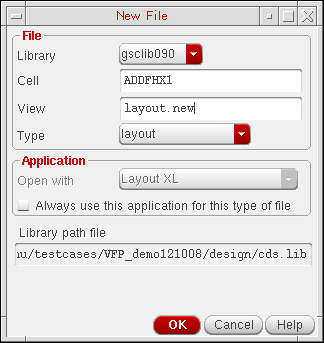 New File
File
Library gsclib090
Cell ADDFHX1
View layout.new
Type layout
Application
Open with Layout XL
Always use this application for this type of file
Library path file
/testcases/VFP_demo121008/design/cds.lib
OK Cancel Help